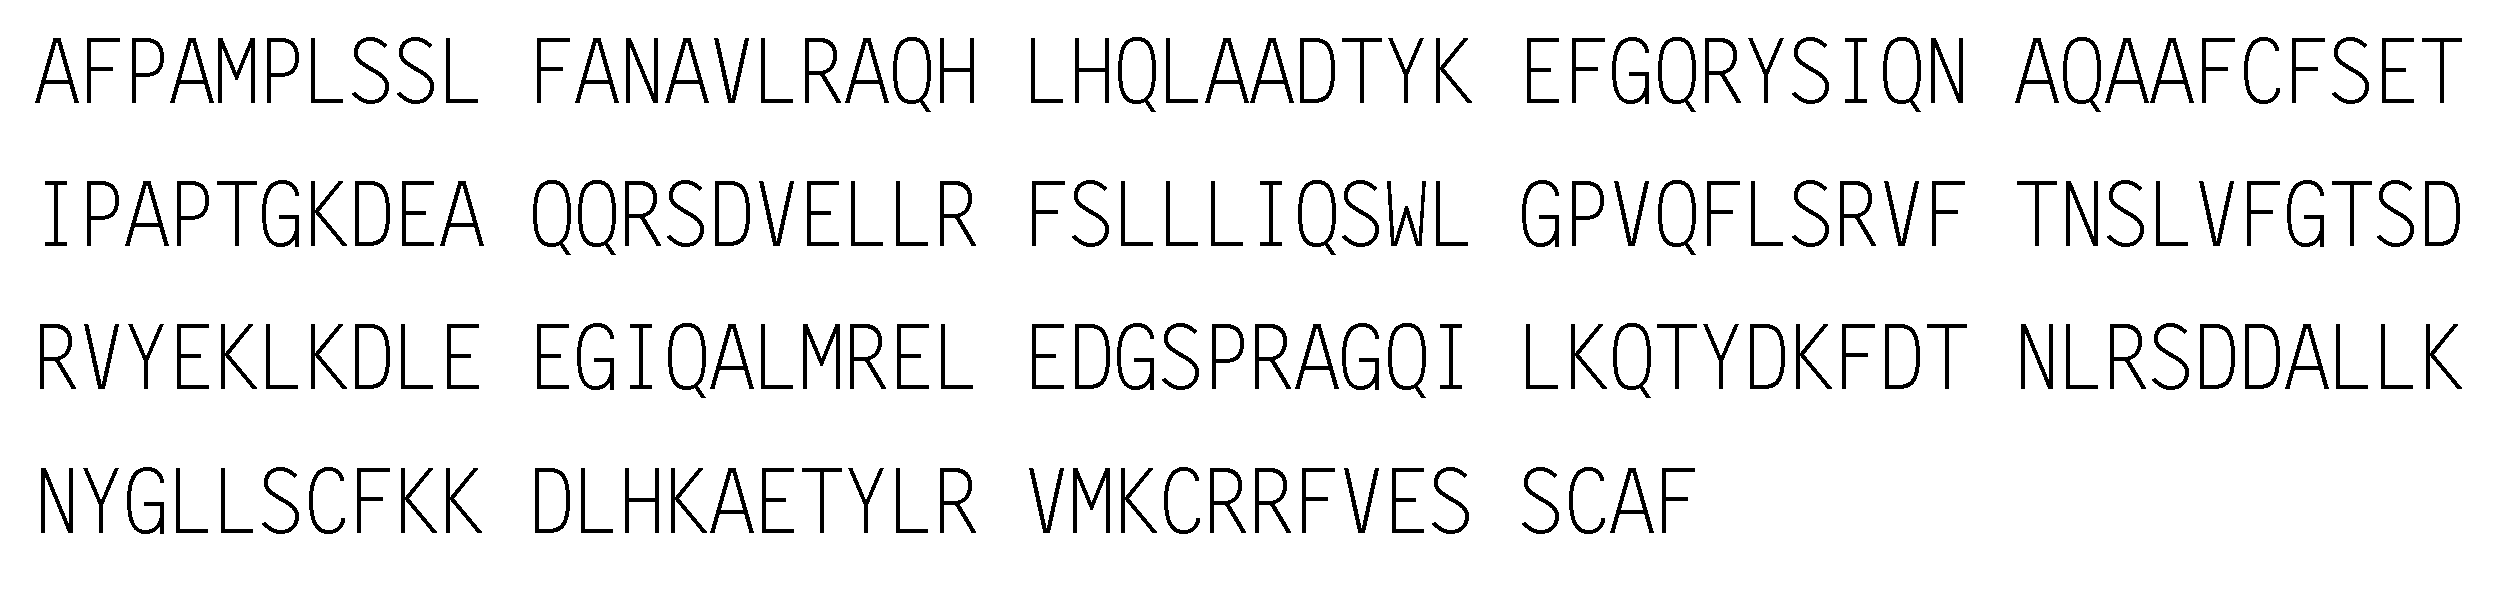 AFPAMPLSSL FANAVLRAQH LHQLAADTYK EFGQRYSIQN AQAAFCFSET
IPAPTGKDEA QQRSDVELLR FSLLLIQSWL GPVQFLSRVF TNSLVFGTSD
RVYEKLKDLE EGIQALMREL EDGSPRAGQI LKQTYDKFDT NLRSDDALLK
NYGLLSCFKK DLHKAETYLR VMKCRRFVES SCAF